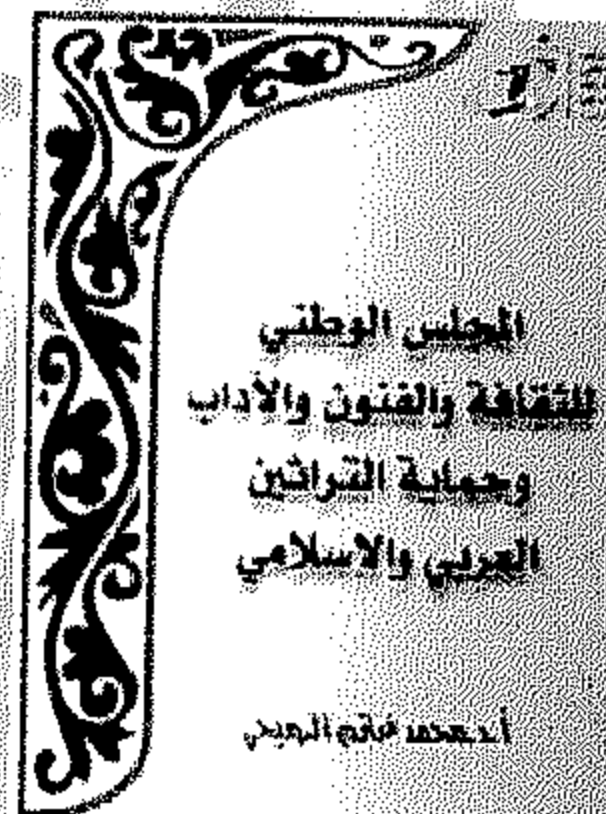 المجلس الوطني
للثقافة والفنون والآداب
وحماية التراثين
العربي والاسلامي
أ.د. محمد